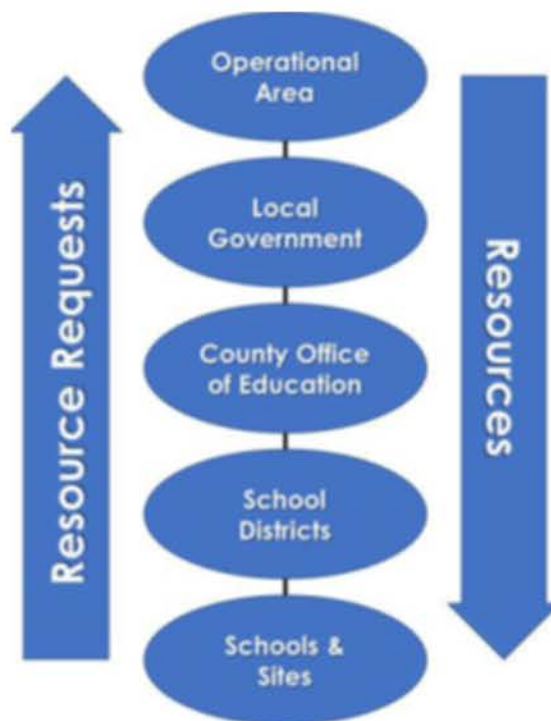 Operational
Area
Local
Government
County Office
of Education
School
Districts
Schools &
Sites
Resource Requests
Resources